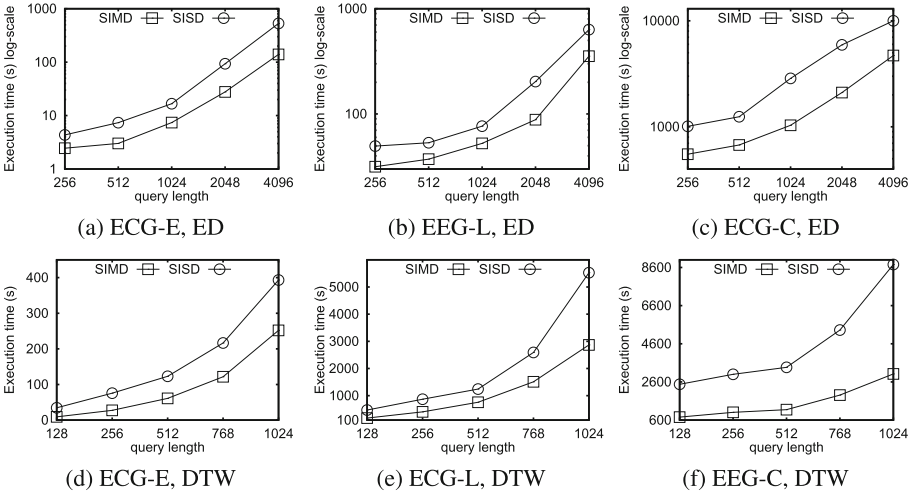 Execution time (s) log-scale
1000
100
10
1
SIMD SISD
256 512 1024 2048 4096
query length
(a) ECG-E, ED
Execution time (s) log-scale
1000
100
SIMD SISD
256 512 1024 2048 4096
query length
(b) EEG-L, ED
Execution time (s) log-scale
10000
1000
SIMD SISD
256 512 1024 2048 4096
query length
(c) ECG-C, ED
Execution time (s)
400
300
200
100
0
SIMD SISD
128 256 512 768 1024
query length
(d) ECG-E, DTW
Execution time (s)
5000
4000
3000
2000
1000
100
SIMD SISD
128 256 512 768 1024
query length
(e) ECG-L, DTW
Execution time (s)
8600
6600
4600
2600
600
SIMD SISD
128 256 512 768 1024
query length
(f) EEG-C, DTW